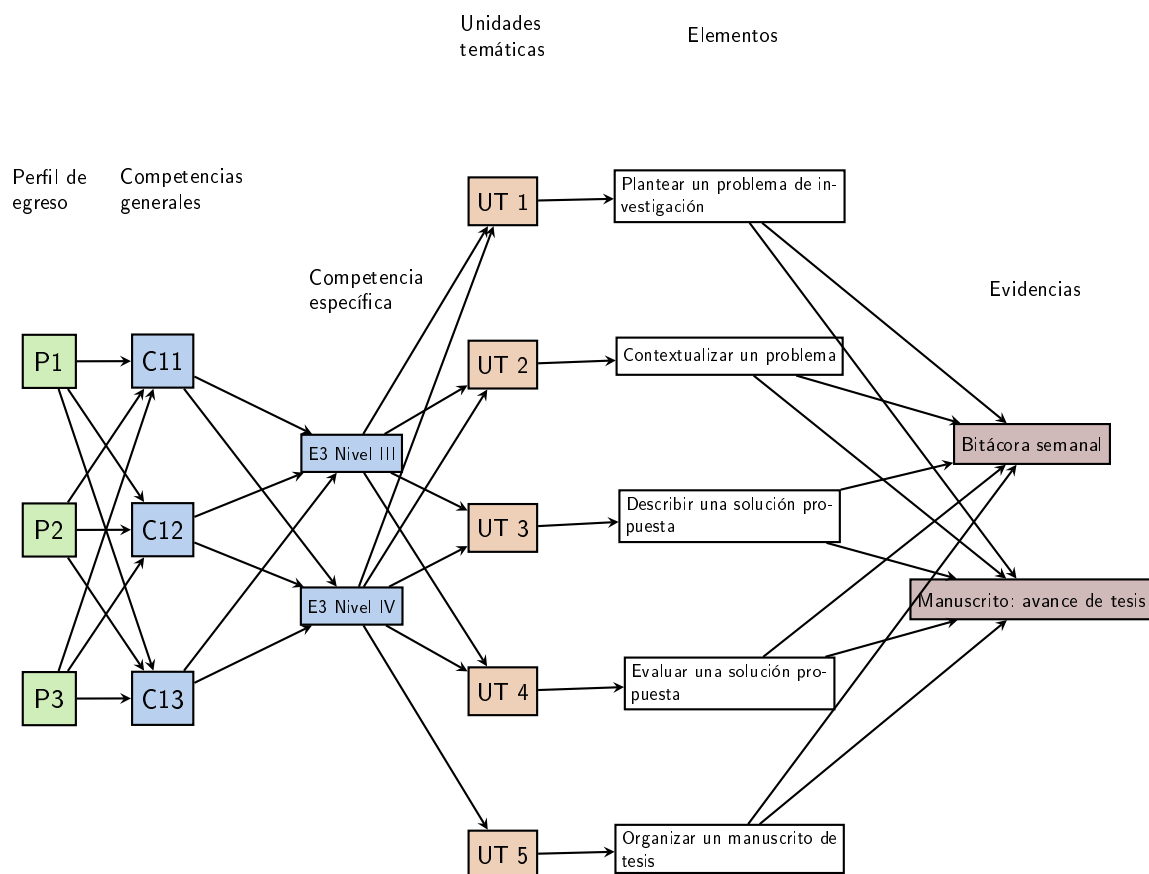 Unidades
temáticas
Elementos
Perfil de
egreso
Competencias
generales
UT 1
Plantear un problema de in-
vestigación
Competencia
específica
Evidencias
P1
C11
UT 2
Contextualizar un problema
E3 Nivel III
Bitácora semanal
P2
C12
UT 3
Describir una solución pro-
puesta
E3 Nivel IV
Manuscrito: avance de tesis
P3
C13
UT 4
Evaluar una solución pro-
puesta
UT 5
Organizar un manuscrito de
tesis